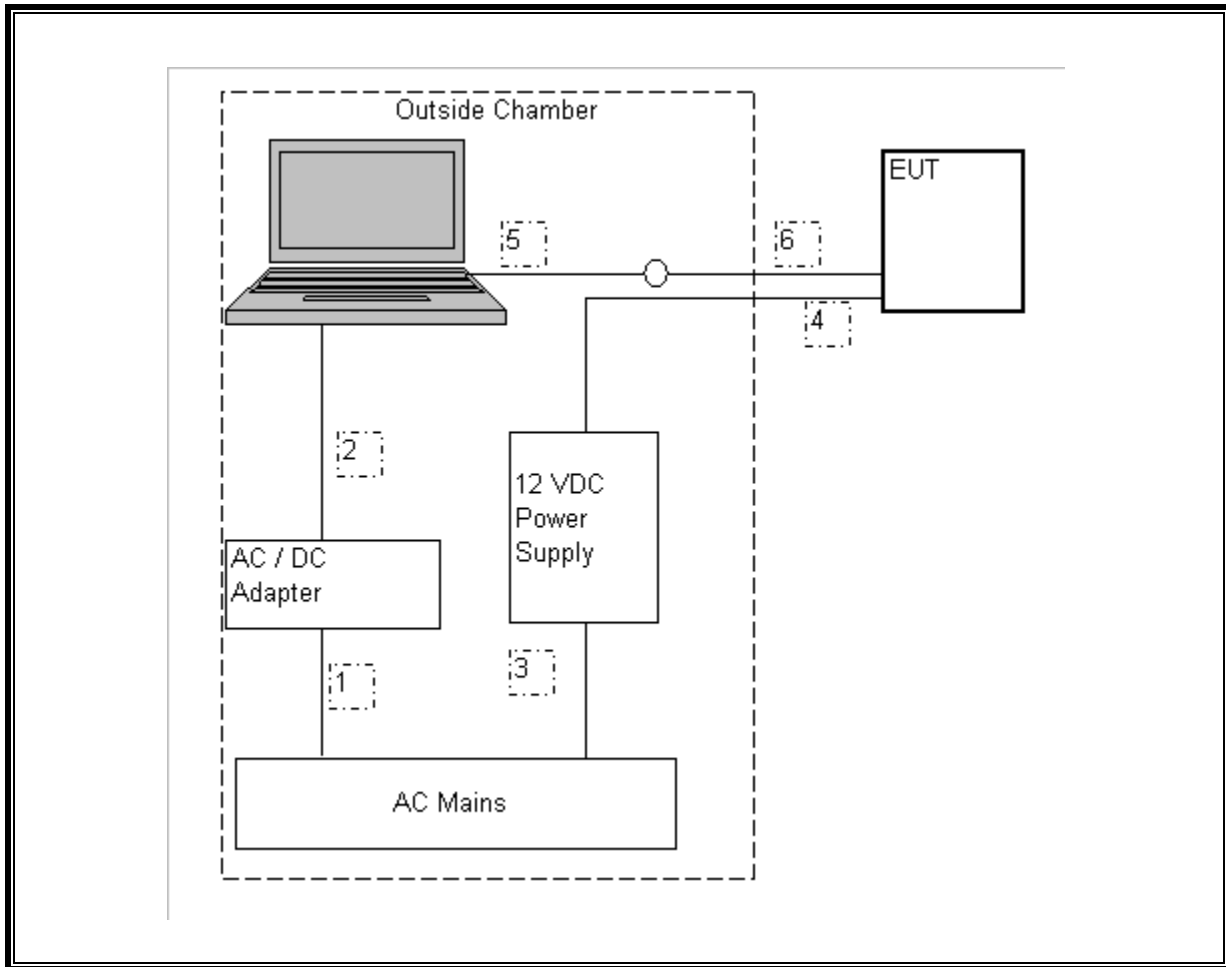 Outside Chamber
EUT
5
6
4
2
12 VDC
Power
Supply
AC / DC
Adapter
1
3
AC Mains